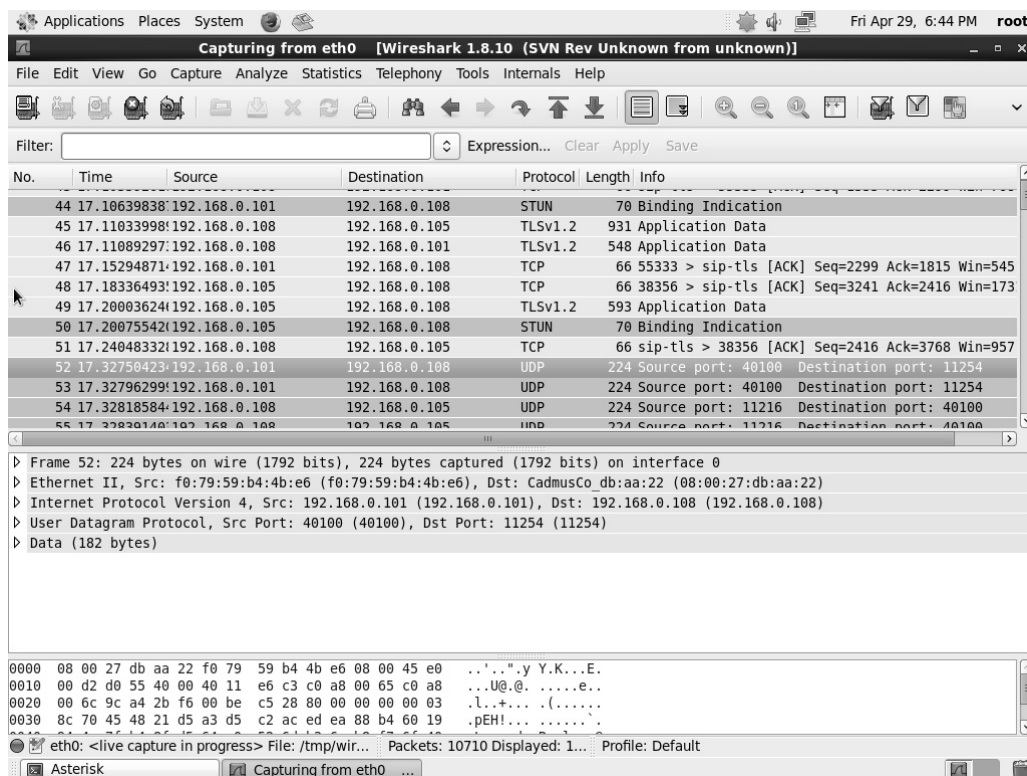 Applications Places System Fri Apr 29, 6:44 PM root
Capturing from eth0 [Wireshark 1.8.10 (SVN Rev Unknown from unknown)]
File Edit View Go Capture Analyze Statistics Telephony Tools Internals Help
Filter: Expression... Clear Apply Save
No. Time Source Destination Protocol Length Info
44 17.10639838 192.168.0.101 192.168.0.108 STUN 70 Binding Indication
45 17.11033998 192.168.0.108 192.168.0.105 TLSv1.2 931 Application Data
46 17.11089297 192.168.0.108 192.168.0.101 TLSv1.2 548 Application Data
47 17.15294871 192.168.0.101 192.168.0.108 TCP 66 55333 > sip-tls [ACK] Seq=2299 Ack=1815 Win=545
48 17.18336493 192.168.0.105 192.168.0.108 TCP 66 38356 > sip-tls [ACK] Seq=3241 Ack=2416 Win=173
49 17.20003624 192.168.0.105 192.168.0.108 TLSv1.2 593 Application Data
50 17.20075542 192.168.0.105 192.168.0.108 STUN 70 Binding Indication
51 17.24048332 192.168.0.108 192.168.0.105 TCP 66 sip-tls > 38356 [ACK] Seq=2416 Ack=3768 Win=957
52 17.32750423 192.168.0.101 192.168.0.108 UDP 224 Source port: 40100 Destination port: 11254
53 17.32796299 192.168.0.101 192.168.0.108 UDP 224 Source port: 40100 Destination port: 11254
54 17.32818584 192.168.0.108 192.168.0.105 UDP 224 Source port: 11216 Destination port: 40100
55 17.32839140 192.168.0.108 192.168.0.105 UDP 224 Source port: 11216 Destination port: 40100
Frame 52: 224 bytes on wire (1792 bits), 224 bytes captured (1792 bits) on interface 0
Ethernet II, Src: f0:79:59:b4:4b:e6 (f0:79:59:b4:4b:e6), Dst: CadmusCo_db:aa:22 (08:00:27:db:aa:22)
Internet Protocol Version 4, Src: 192.168.0.101 (192.168.0.101), Dst: 192.168.0.108 (192.168.0.108)
User Datagram Protocol, Src Port: 40100 (40100), Dst Port: 11254 (11254)
Data (182 bytes)
0000 08 00 27 db aa 22 f0 79 59 b4 4b e6 08 00 45 e0 ..'..".y Y.K...E.
0010 00 d2 d0 55 40 00 40 11 e6 c3 c0 a8 00 65 c0 a8 ...U@.@. .....e..
0020 00 6c 9c a4 2b f6 00 be c5 28 80 00 00 00 00 03 .l..+... .(......
0030 8c 70 45 48 21 d5 a3 d5 c2 ac ed ea 88 b4 60 19 .pEH!... ......`.
eth0: <live capture in progress> File: /tmp/wir... Packets: 10710 Displayed: 1... Profile: Default
Asterisk Capturing from eth0 ...